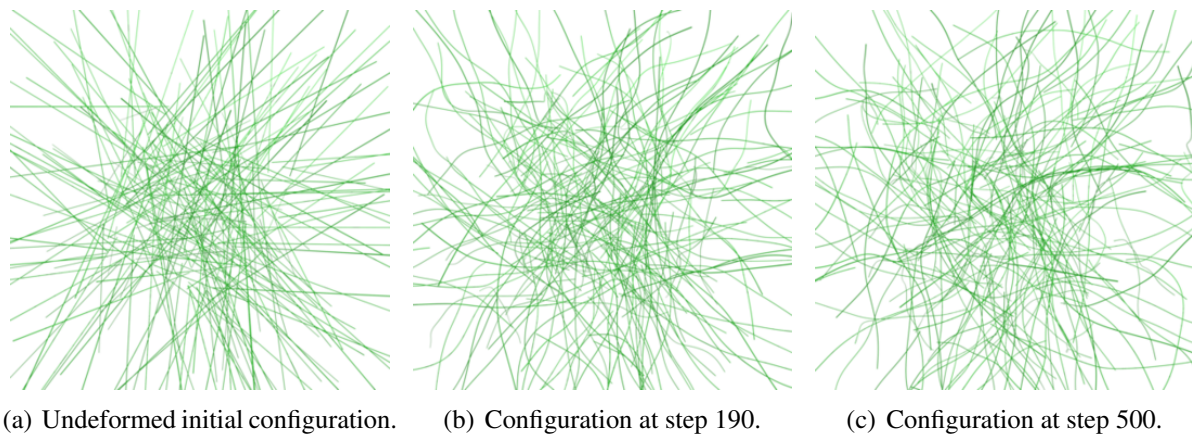 (a) Undeformed initial configuration.
(b) Configuration at step 190.
(c) Configuration at step 500.